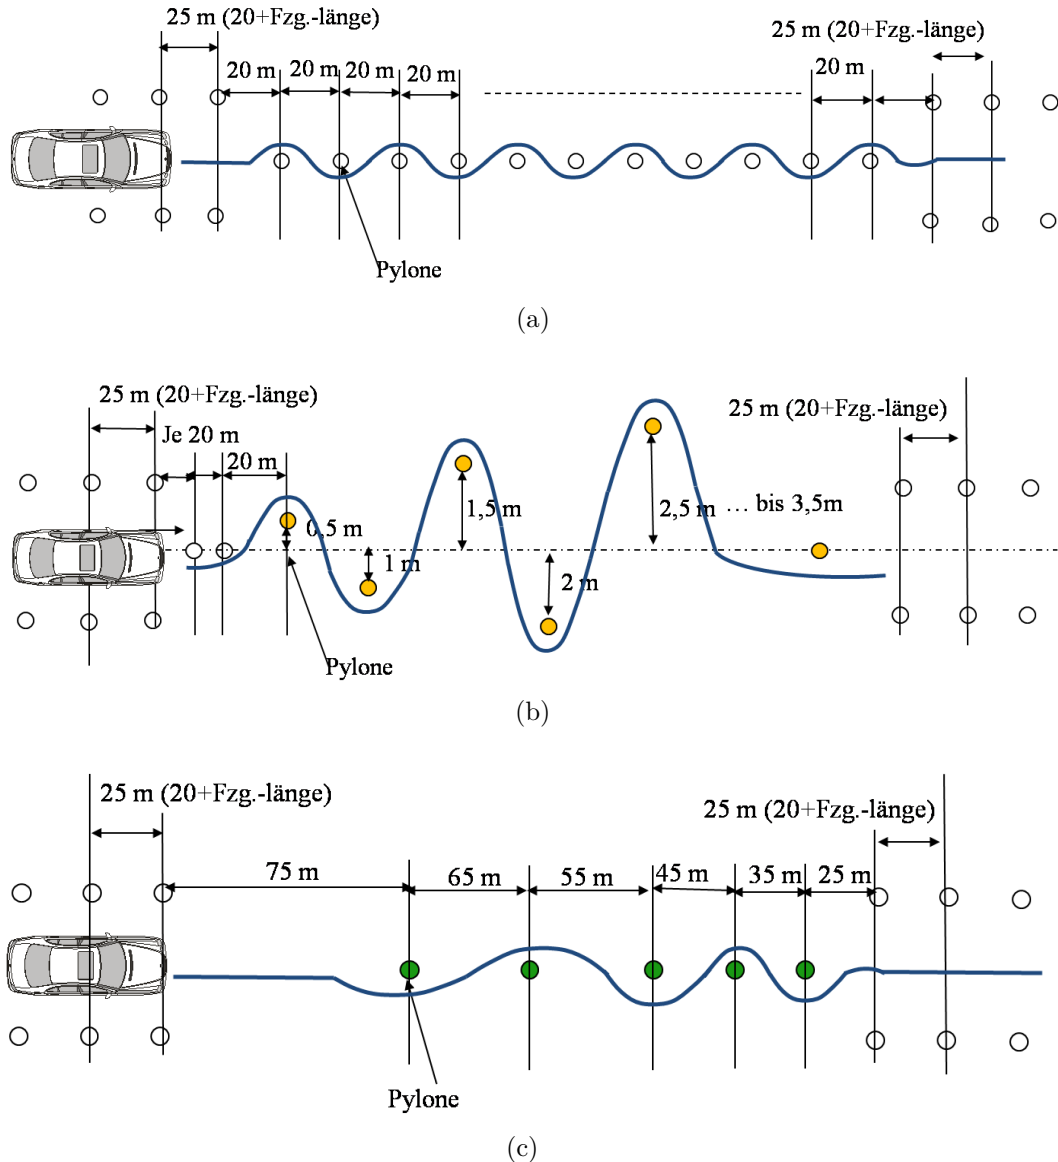 25 m (20+Fzg.-länge)
25 m (20+Fzg.-länge)
20 m
20 m
20 m
20 m
20 m
Pylone
(a)
25 m (20+Fzg.-länge)
25 m (20+Fzg.-länge)
Je 20 m
20 m
0,5 m
1 m
1,5 m
2 m
2,5 m
... bis 3,5m
Pylone
(b)
25 m (20+Fzg.-länge)
25 m (20+Fzg.-länge)
75 m
65 m
55 m
45 m
35 m
25 m
Pylone
(c)